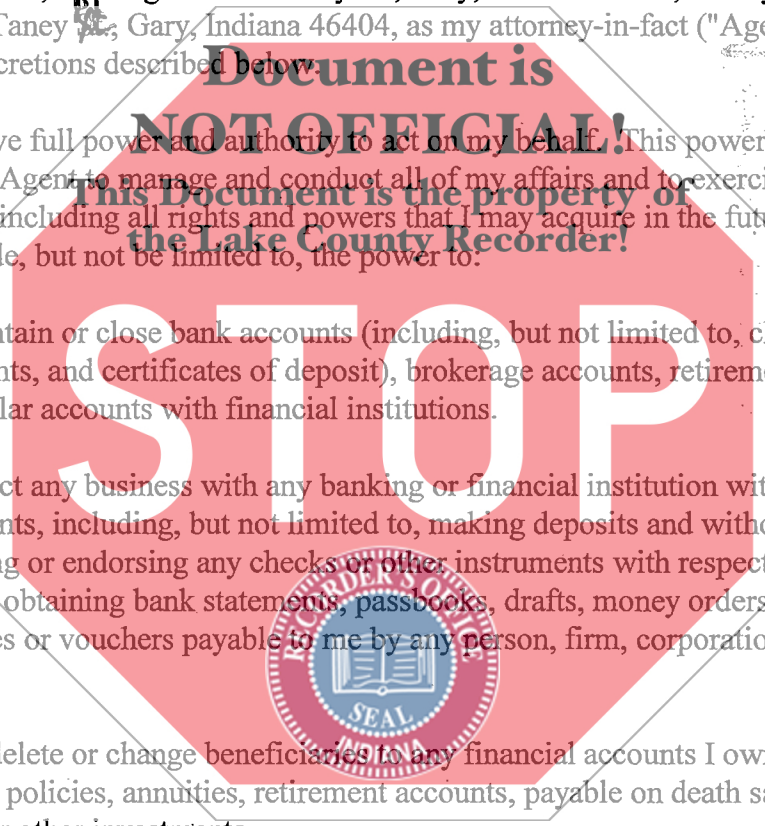 Taney St., Gary, Indiana 46404, as my attorney-in-fact ("Age
cretions described below.
Document is
NOT OFFICIAL!
ve full power and authority to act on my behalf. This power
This Document is the property of
Agent to manage and conduct all of my affairs and to exerci
including all rights and powers that I may acquire in the futu
the Lake County Recorder!
le, but not be limited to, the power to:
STOP
ntain or close bank accounts (including, but not limited to, c
nts, and certificates of deposit), brokerage accounts, retirem
lar accounts with financial institutions.
ct any business with any banking or financial institution wit
nts, including, but not limited to, making deposits and withd
ng or endorsing any checks or other instruments with respect
obtaining bank statements, passbooks, drafts, money orders
es or vouchers payable to me by any person, firm, corporatio
RECORDER'S OFFICE
SEAL
INDIANA
delete or change beneficiaries to any financial accounts I ow
policies, annuities, retirement accounts, payable on death sa